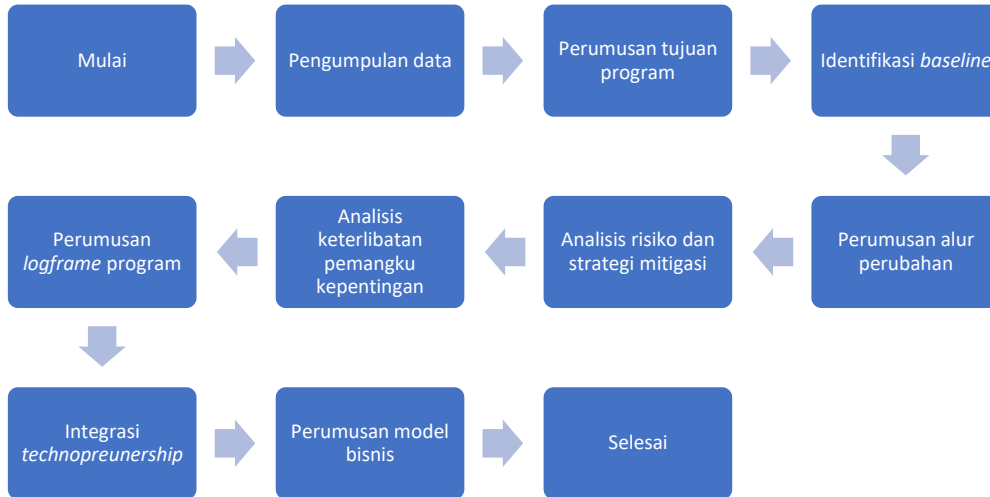 Mulai
Pengumpulan data
Perumusan tujuan
program
Identifikasi baseline
Perumusan alur
perubahan
Analisis risiko dan
strategi mitigasi
Analisis
keterlibatan
pemangku
kepentingan
Perumusan
logframe program
Integrasi
technopreunership
Perumusan model
bisnis
Selesai